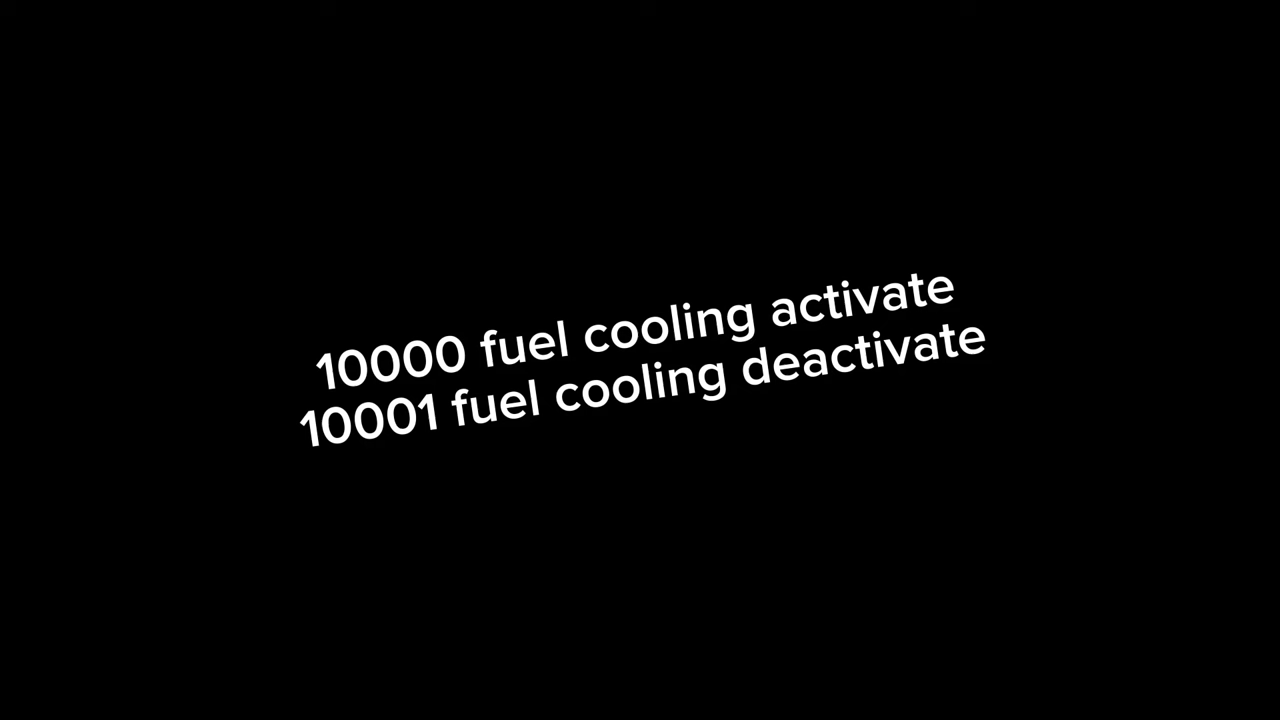 10000 fuel cooling activate
10001 fuel cooling deactivate